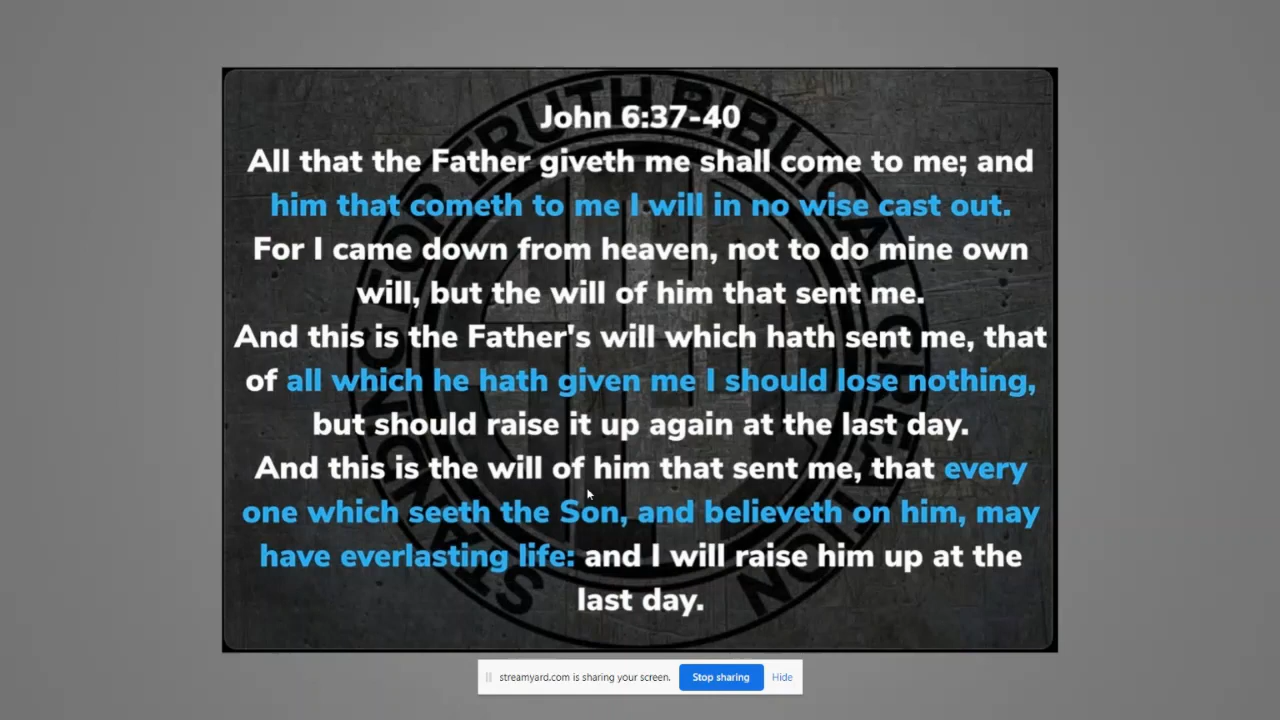 STANDING FOR TRUTH BIBLICAL CREATION
John 6:37-40
All that the Father giveth me shall come to me; and
him that cometh to me I will in no wise cast out.
For I came down from heaven, not to do mine own
will, but the will of him that sent me.
And this is the Father's will which hath sent me, that
of all which he hath given me I should lose nothing,
but should raise it up again at the last day.
And this is the will of him that sent me, that every
one which seeth the Son, and believeth on him, may
have everlasting life: and I will raise him up at the
last day.
streamyard.com is sharing your screen. Stop sharing Hide